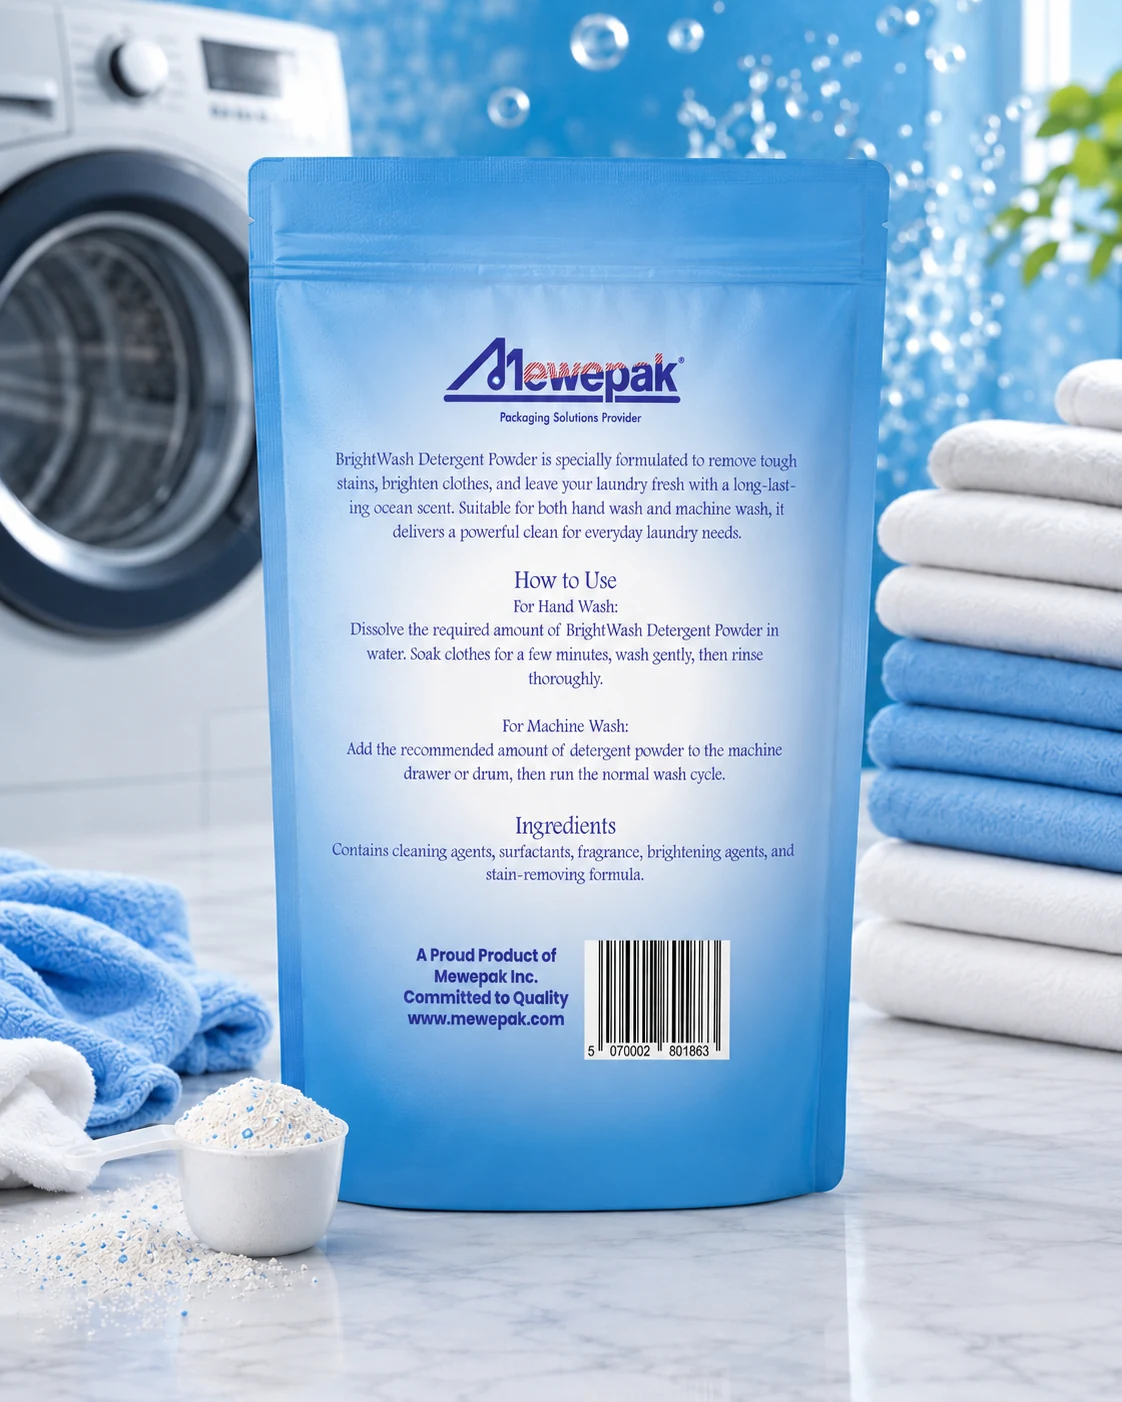 Mewepak®
Packaging Solutions Provider
BrightWash Detergent Powder is specially formulated to remove tough
stains, brighten clothes, and leave your laundry fresh with a long-last-
ing ocean scent. Suitable for both hand wash and machine wash, it
delivers a powerful clean for everyday laundry needs.
How to Use
For Hand Wash:
Dissolve the required amount of BrightWash Detergent Powder in
water. Soak clothes for a few minutes, wash gently, then rinse
thoroughly.
For Machine Wash:
Add the recommended amount of detergent powder to the machine
drawer or drum, then run the normal wash cycle.
Ingredients
Contains cleaning agents, surfactants, fragrance, brightening agents, and
stain-removing formula.
A Proud Product of
Mewepak Inc.
Committed to Quality
www.mewepak.com
5 070002 801863